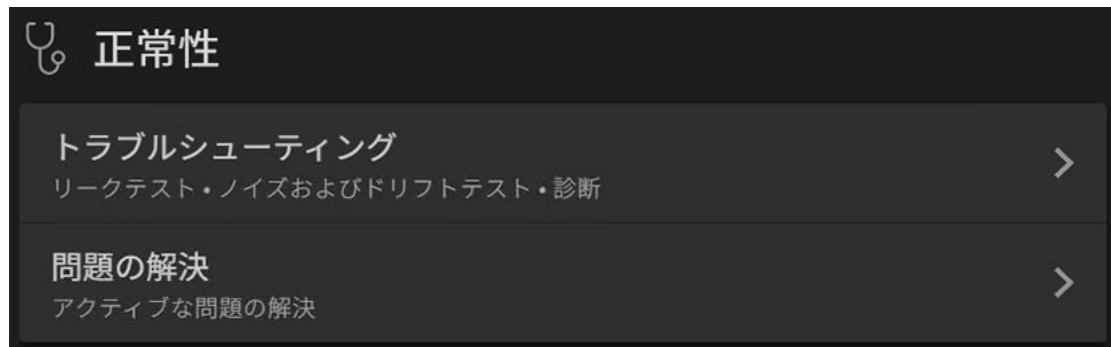 正常性
トラブルシューティング
リークテスト • ノイズおよびドリフトテスト • 診断
問題の解決
アクティブな問題の解決